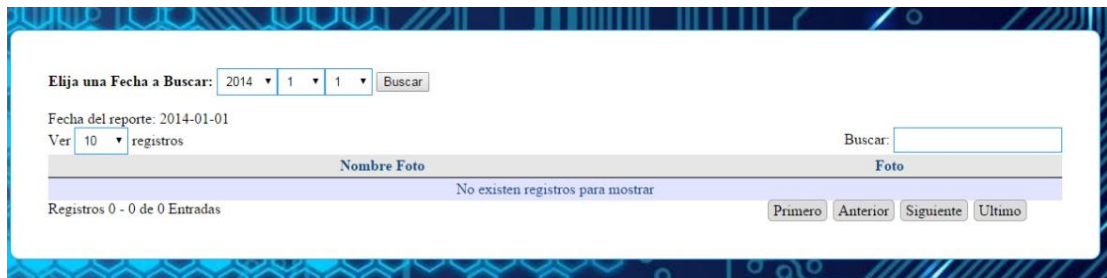 Elija una Fecha a Buscar: 2014 1 1 Buscar
Fecha del reporte: 2014-01-01
Ver 10 registros Buscar:
Nombre Foto Foto
No existen registros para mostrar
Registros 0 - 0 de 0 Entradas Primero Anterior Siguiente Ultimo